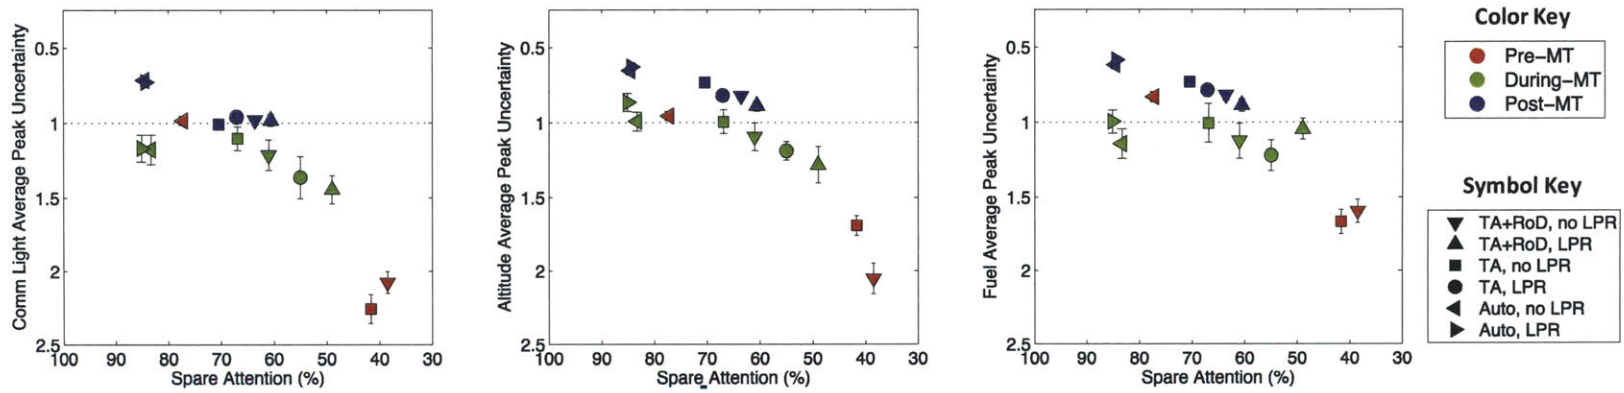 Comm Light Average Peak Uncertainty
0.5
1
1.5
2
2.5
100 90 80 70 60 50 40 30
Spare Attention (%)
Altitude Average Peak Uncertainty
0.5
1
1.5
2
2.5
100 90 80 70 60 50 40 30
Spare Attention (%)
Fuel Average Peak Uncertainty
0.5
1
1.5
2
2.5
100 90 80 70 60 50 40 30
Spare Attention (%)
Color Key
Pre-MT
During-MT
Post-MT
Symbol Key
TA+RoD, no LPR
TA+RoD, LPR
TA, no LPR
TA, LPR
Auto, no LPR
Auto, LPR